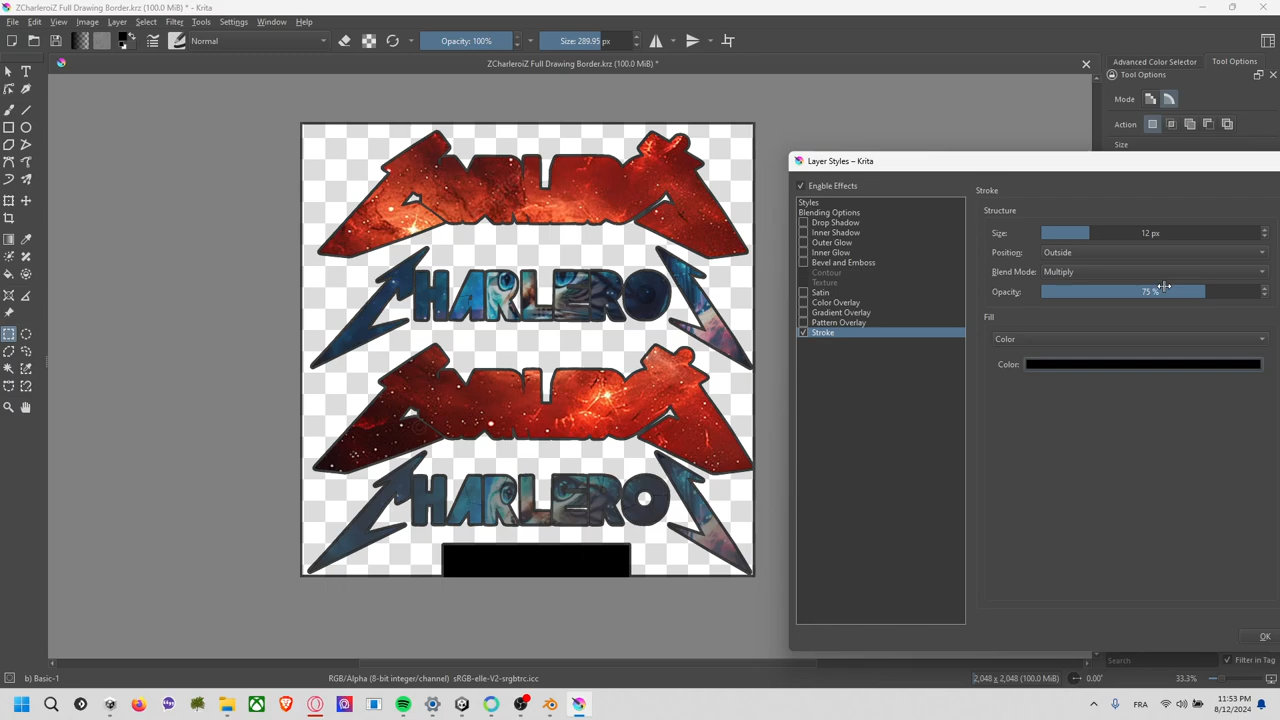 ZCharleroiZ Full Drawing Border.krz (100.0 MiB) * - Krita
File Edit View Image Layer Select Filter Tools Settings Window Help
Normal
Opacity: 100%
Size: 289.95 px
ZCharleroiZ Full Drawing Border.krz (100.0 MiB) *
Advanced Color Selector
Tool Options
Tool Options
Mode
Action
Size
Layer Styles – Krita
Enable Effects
Styles
Blending Options
Drop Shadow
Inner Shadow
Outer Glow
Inner Glow
Bevel and Emboss
Contour
Texture
Satin
Color Overlay
Gradient Overlay
Pattern Overlay
Stroke
Stroke
Structure
Size: 12 px
Position: Outside
Blend Mode: Multiply
Opacity: 75 %
Fill
Color
Color:
OK
HARLERO
HARLERO
Search
Filter in Tag
b) Basic-1
RGB/Alpha (8-bit integer/channel) sRGB-elle-V2-srgbtrc.icc
2,048 x 2,048 (100.0 MiB)
0.00°
33.3%
FRA
11:53 PM
8/12/2024